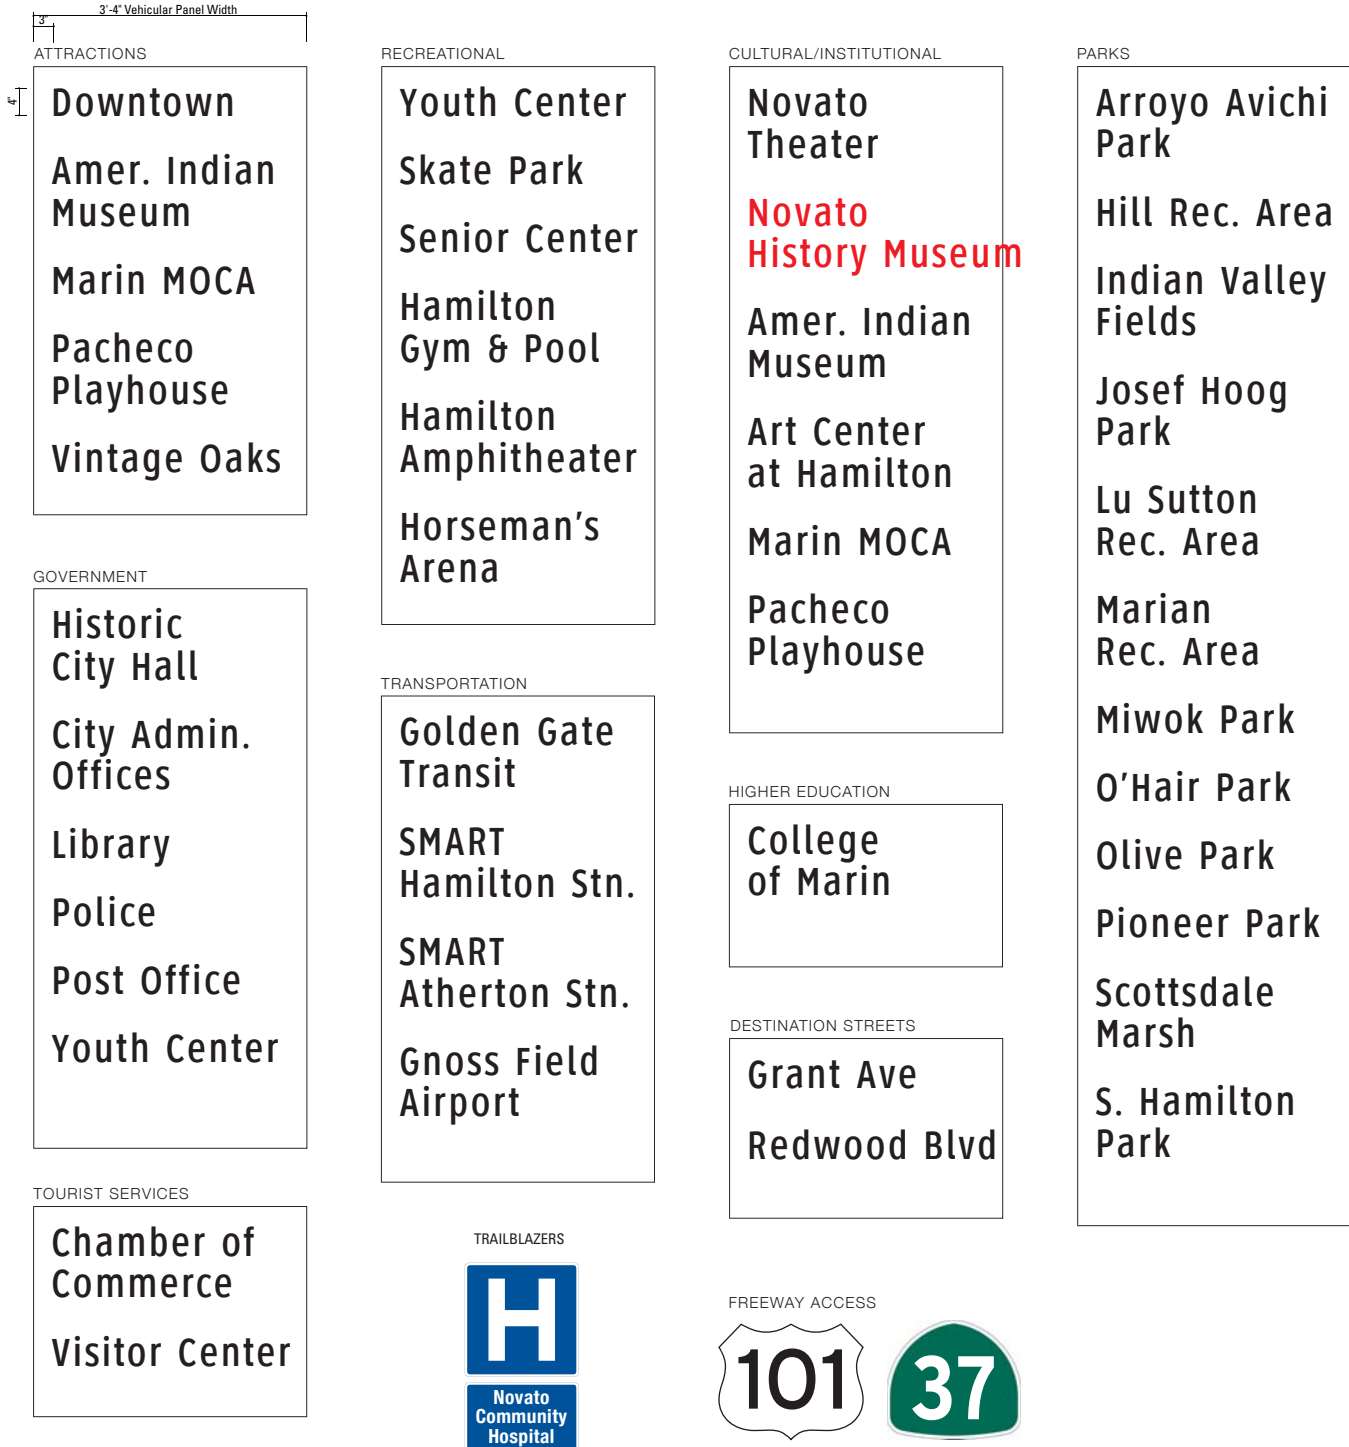 3'-4" Vehicular Panel Width
3"
4"
ATTRACTIONS
Downtown
Amer. Indian
Museum
Marin MOCA
Pacheco
Playhouse
Vintage Oaks
GOVERNMENT
Historic
City Hall
City Admin.
Offices
Library
Police
Post Office
Youth Center
TOURIST SERVICES
Chamber of
Commerce
Visitor Center
RECREATIONAL
Youth Center
Skate Park
Senior Center
Hamilton
Gym & Pool
Hamilton
Amphitheater
Horseman's
Arena
TRANSPORTATION
Golden Gate
Transit
SMART
Hamilton Stn.
SMART
Atherton Stn.
Gnoss Field
Airport
TRAILBLAZERS
H
Novato
Community
Hospital
CULTURAL/INSTITUTIONAL
Novato
Theater
Novato
History Museum
Amer. Indian
Museum
Art Center
at Hamilton
Marin MOCA
Pacheco
Playhouse
HIGHER EDUCATION
College
of Marin
DESTINATION STREETS
Grant Ave
Redwood Blvd
FREEWAY ACCESS
101
37
PARKS
Arroyo Avichi
Park
Hill Rec. Area
Indian Valley
Fields
Josef Hoog
Park
Lu Sutton
Rec. Area
Marian
Rec. Area
Miwok Park
O'Hair Park
Olive Park
Pioneer Park
Scottsdale
Marsh
S. Hamilton
Park